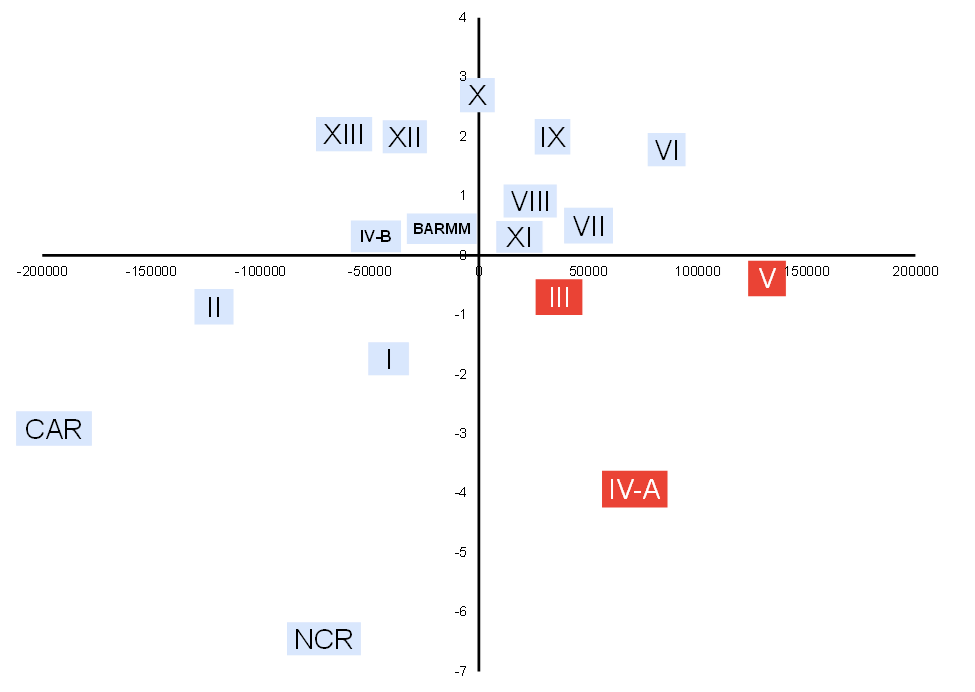 4
3
X
XIII
XII
2
IX
VI
1
VIII
BARMM
VII
IV-B
XI
0
-200000
-150000
-100000
-50000
0
50000
100000
150000
200000
V
III
II
-1
I
-2
CAR
-3
IV-A
-4
-5
-6
NCR
-7